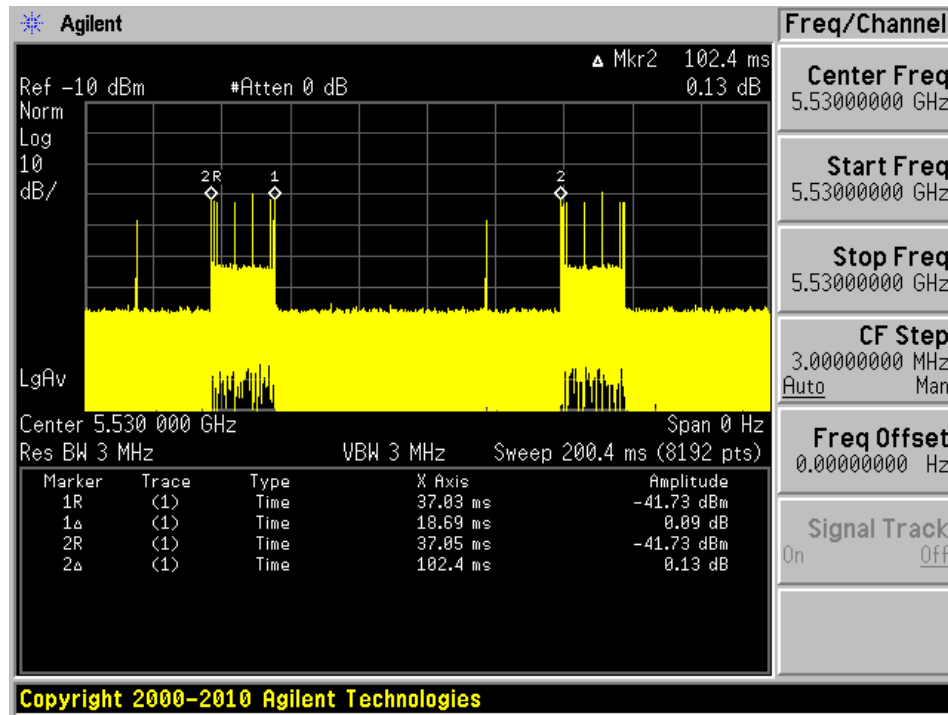 Agilent
Freq/Channel
Δ Mkr2 102.4 ms
Ref -10 dBm #Atten 0 dB 0.13 dB
Norm
Log
10
dB/
2R 1 2
LgAv
Center 5.530 000 GHz Span 0 Hz
Res BW 3 MHz VBW 3 MHz Sweep 200.4 ms (8192 pts)
Marker Trace Type X Axis Amplitude
1R (1) Time 37.03 ms -41.73 dBm
1Δ (1) Time 18.69 ms 0.09 dB
2R (1) Time 37.05 ms -41.73 dBm
2Δ (1) Time 102.4 ms 0.13 dB
Center Freq
5.53000000 GHz
Start Freq
5.53000000 GHz
Stop Freq
5.53000000 GHz
CF Step
3.00000000 MHz
Auto Man
Freq Offset
0.00000000 Hz
Signal Track
On Off
Copyright 2000-2010 Agilent Technologies